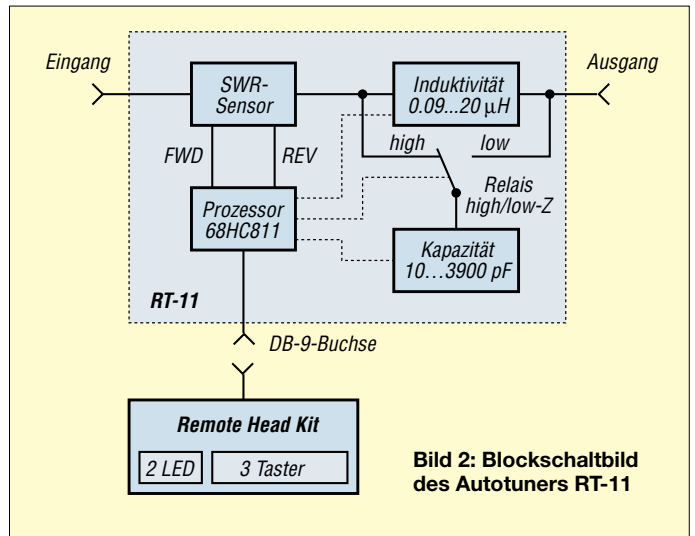 Eingang
SWR-
Sensor
Induktivität
0.09...20 μH
Ausgang
FWD
REV
high
low
Relais
high/low-Z
Prozessor
68HC811
Kapazität
10...3900 pF
RT-11
DB-9-Buchse
Remote Head Kit
2 LED
3 Taster
Bild 2: Blockschaltbild
des Autotuners RT-11